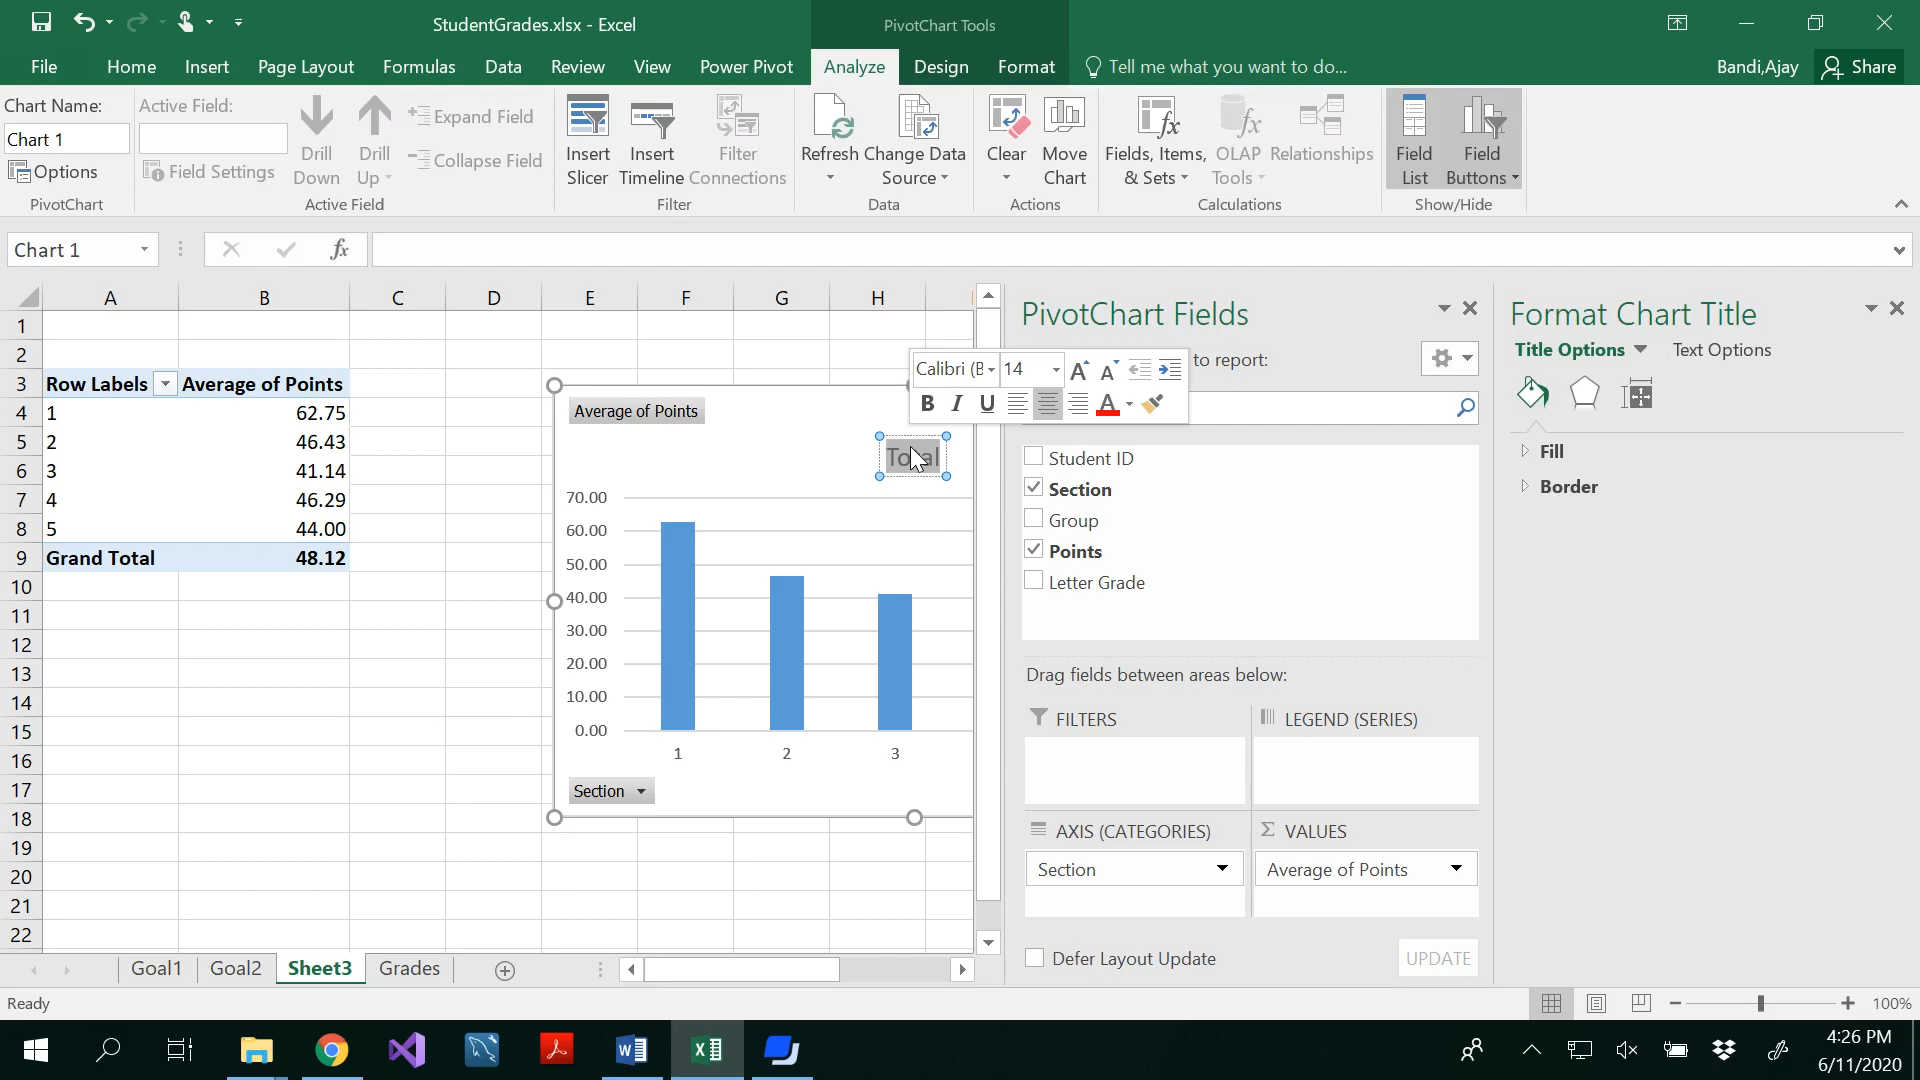 StudentGrades.xlsx - Excel
PivotChart Tools
File Home Insert Page Layout Formulas Data Review View Power Pivot Analyze Design Format Tell me what you want to do... Bandi,Ajay Share
Chart Name:
Chart 1
Options
PivotChart
Active Field:
Field Settings
Drill Down
Drill Up
Expand Field
Collapse Field
Active Field
Insert Slicer
Insert Timeline
Filter Connections
Filter
Refresh
Change Data Source
Data
Clear
Move Chart
Actions
Fields, Items, & Sets
OLAP Tools
Relationships
Calculations
Field List
Field Buttons
Show/Hide
Chart 1
fx
A B C D E F G H
1
2
3 Row Labels Average of Points
4 1 62.75
5 2 46.43
6 3 41.14
7 4 46.29
8 5 44.00
9 Grand Total 48.12
10
11
12
13
14
15
16
17
18
19
20
21
22
Average of Points
Total
70.00
60.00
50.00
40.00
30.00
20.00
10.00
0.00
1 2 3
Section
Calibri (B 14 A A
B I U A
PivotChart Fields
to report:
Student ID
Section
Group
Points
Letter Grade
Drag fields between areas below:
FILTERS
LEGEND (SERIES)
AXIS (CATEGORIES)
Σ VALUES
Section
Average of Points
Defer Layout Update
UPDATE
Format Chart Title
Title Options Text Options
Fill
Border
Goal1 Goal2 Sheet3 Grades
Ready
100%
4:26 PM
6/11/2020